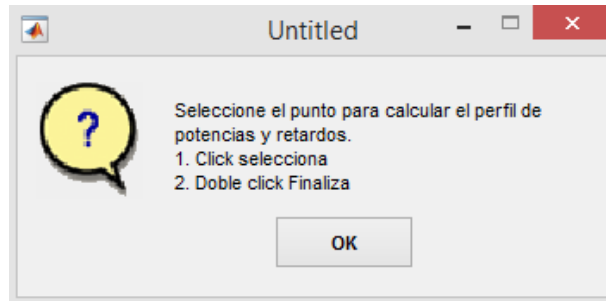 Untitled
Seleccione el punto para calcular el perfil de
potencias y retardos.
1. Click selecciona
2. Doble click Finaliza
OK